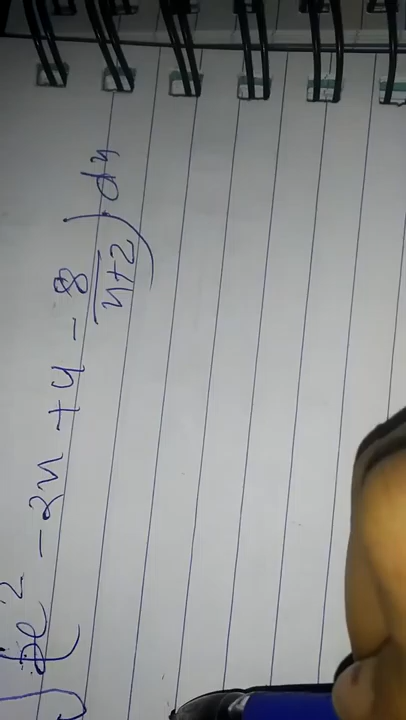 ∫(x² - 2x + 4 - 8/(x+2)) dx